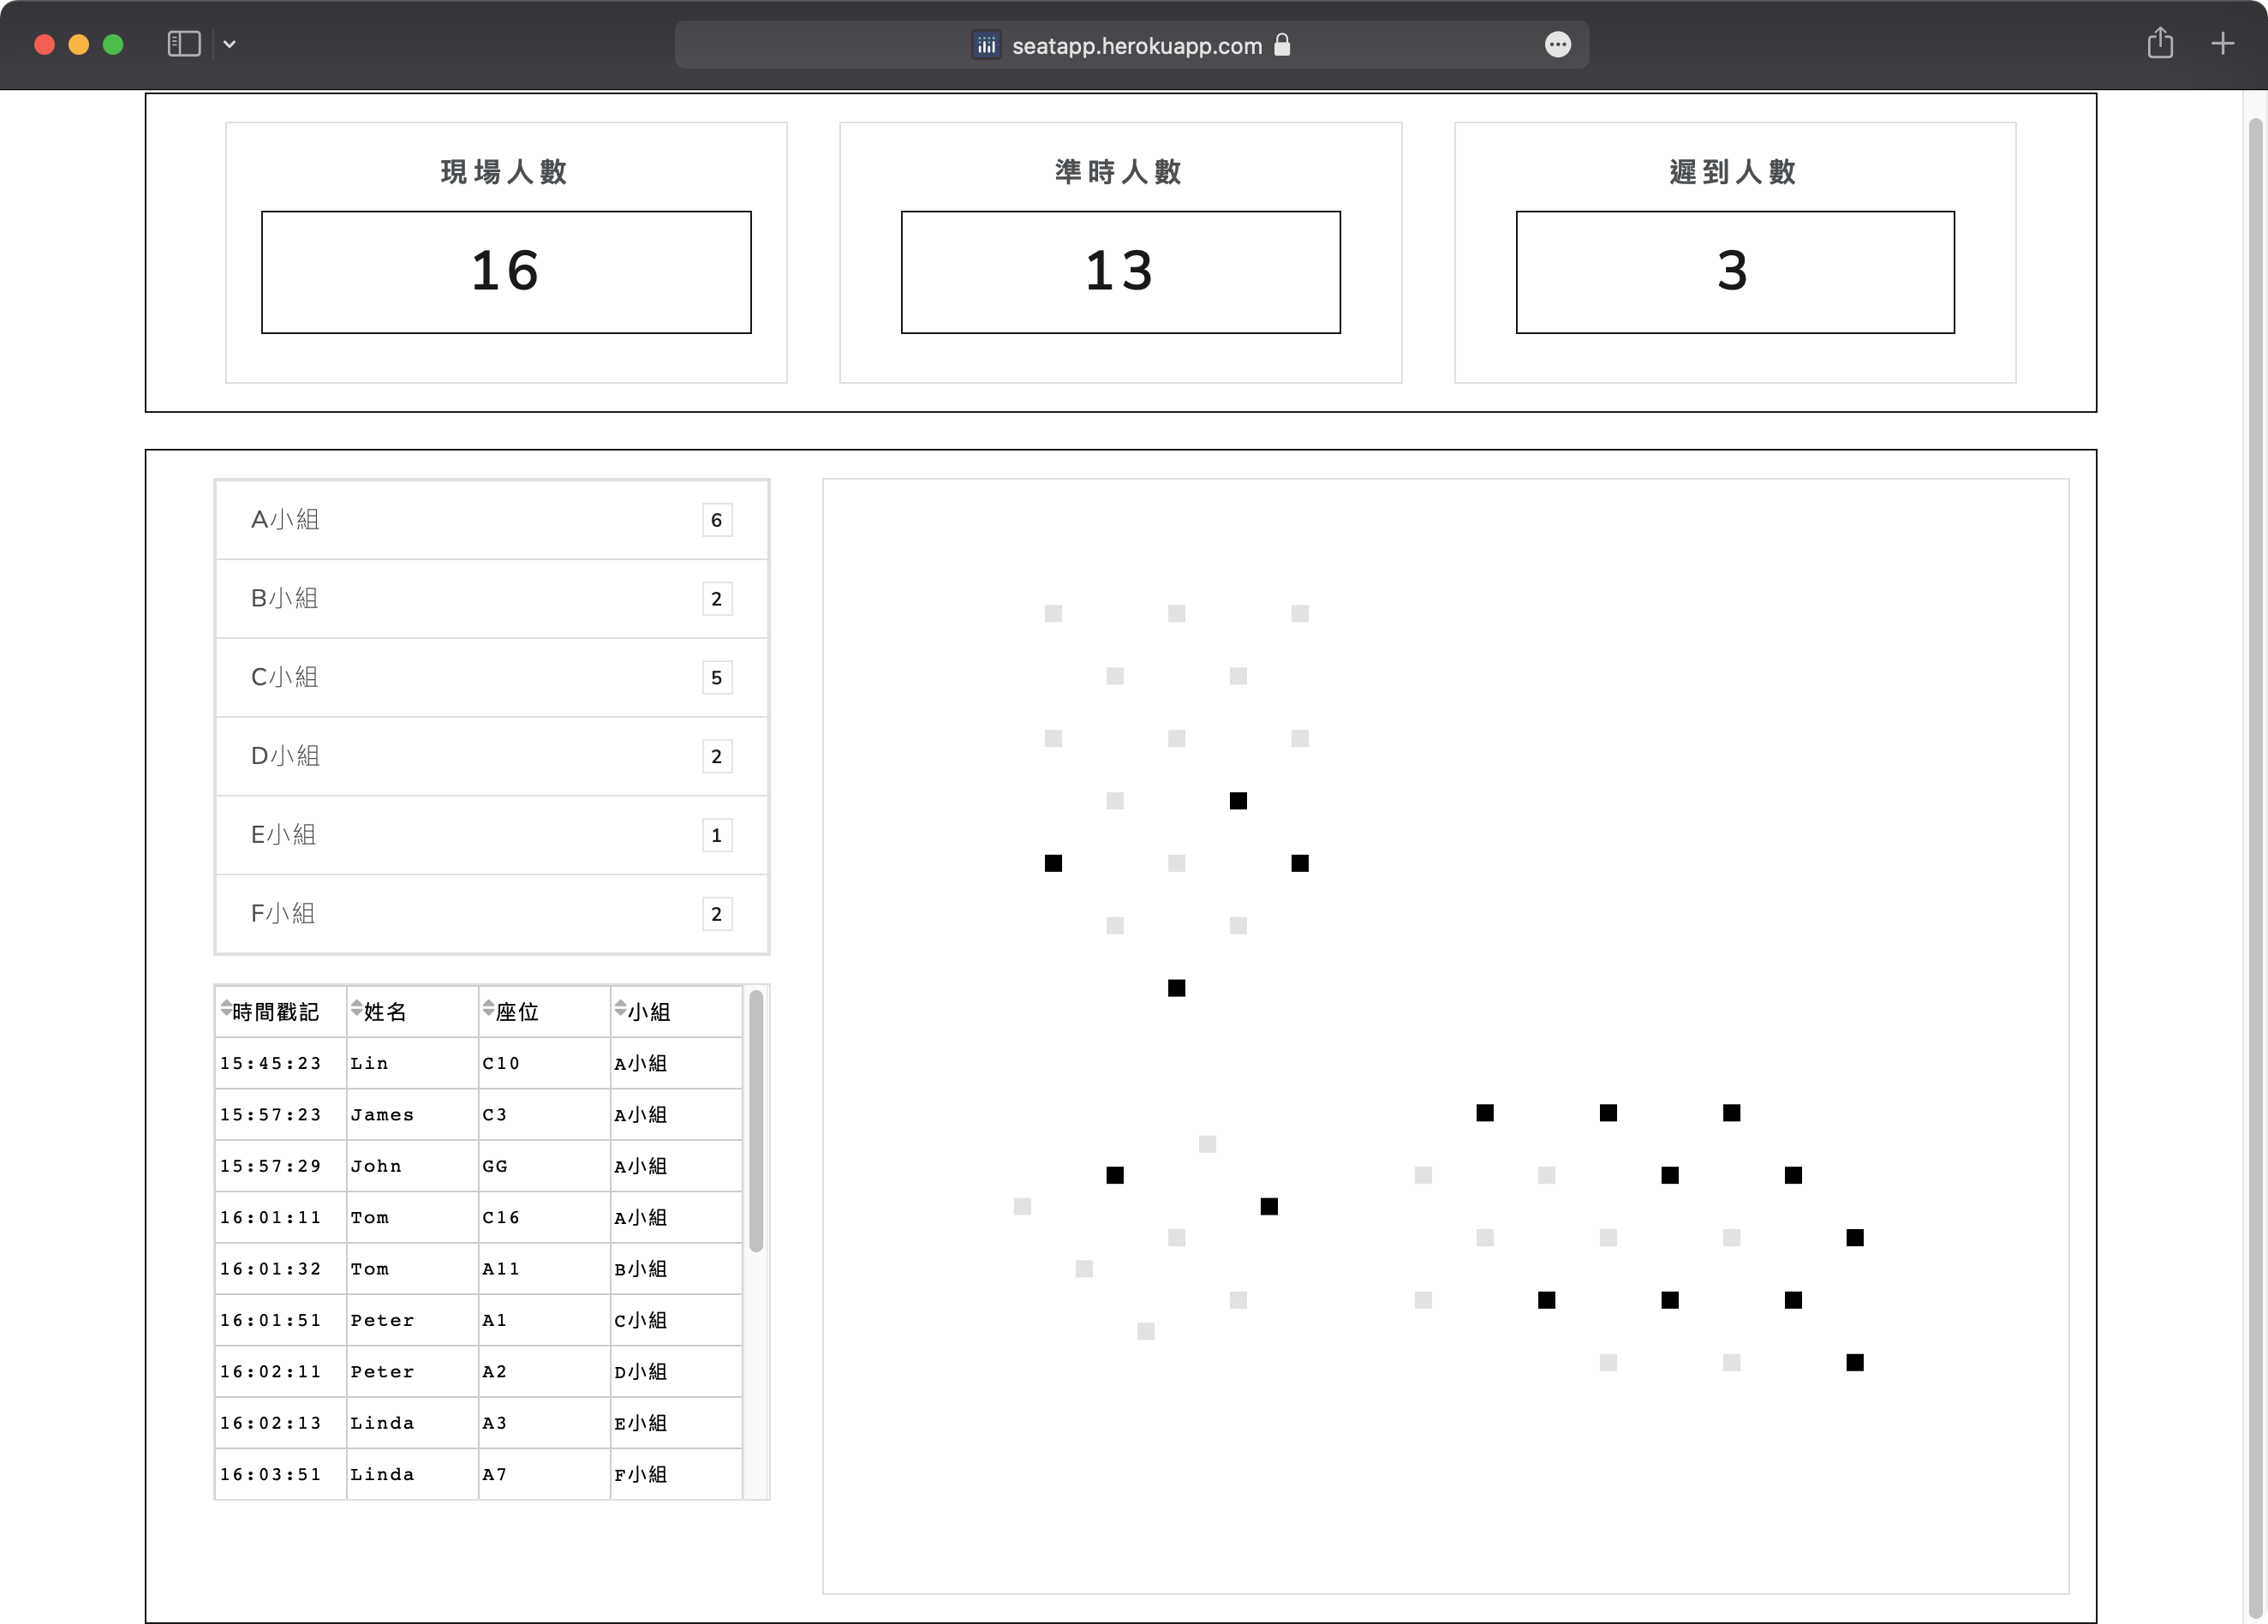 seatapp.herokuapp.com
現場人數
準時人數
遲到人數
16
13
3
A小組 6
B小組 2
C小組 5
D小組 2
E小組 1
F小組 2
時間戳記 姓名 座位 小組
15:45:23 Lin C10 A小組
15:57:23 James C3 A小組
15:57:29 John GG A小組
16:01:11 Tom C16 A小組
16:01:32 Tom A11 B小組
16:01:51 Peter A1 C小組
16:02:11 Peter A2 D小組
16:02:13 Linda A3 E小組
16:03:51 Linda A7 F小組